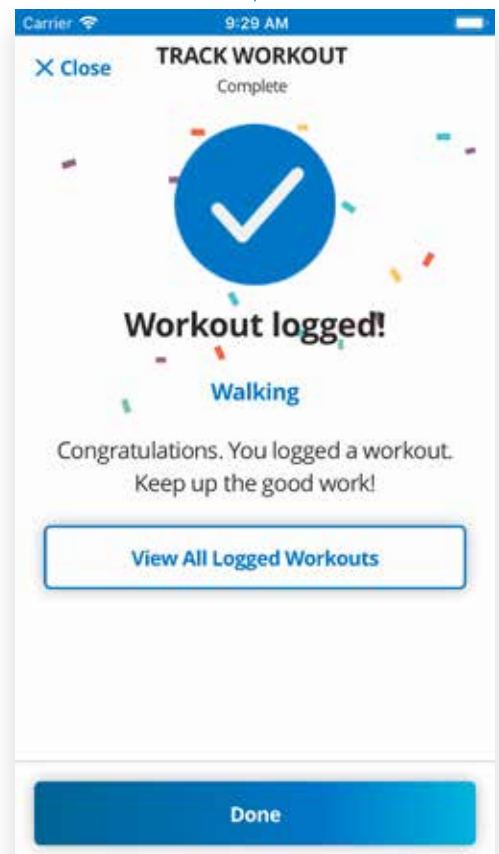 Carrier 9:29 AM
Close TRACK WORKOUT
Complete
Workout logged!
Walking
Congratulations. You logged a workout.
Keep up the good work!
View All Logged Workouts
Done